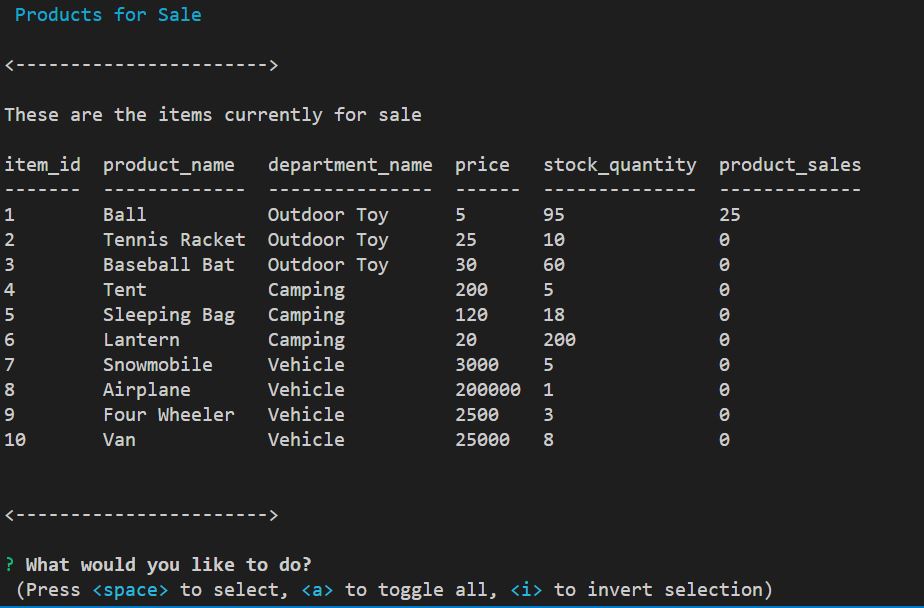 Products for Sale
<----------------------->
These are the items currently for sale
item_id  product_name   department_name  price   stock_quantity  product_sales
-------  -------------  ---------------  ------  --------------  -------------
1        Ball           Outdoor Toy      5       95              25
2        Tennis Racket  Outdoor Toy      25      10              0
3        Baseball Bat   Outdoor Toy      30      60              0
4        Tent           Camping          200     5               0
5        Sleeping Bag   Camping          120     18              0
6        Lantern        Camping          20      200             0
7        Snowmobile     Vehicle          3000    5               0
8        Airplane       Vehicle          200000  1               0
9        Four Wheeler   Vehicle          2500    3               0
10       Van            Vehicle          25000   8               0
<----------------------->
? What would you like to do?
(Press <space> to select, <a> to toggle all, <i> to invert selection)